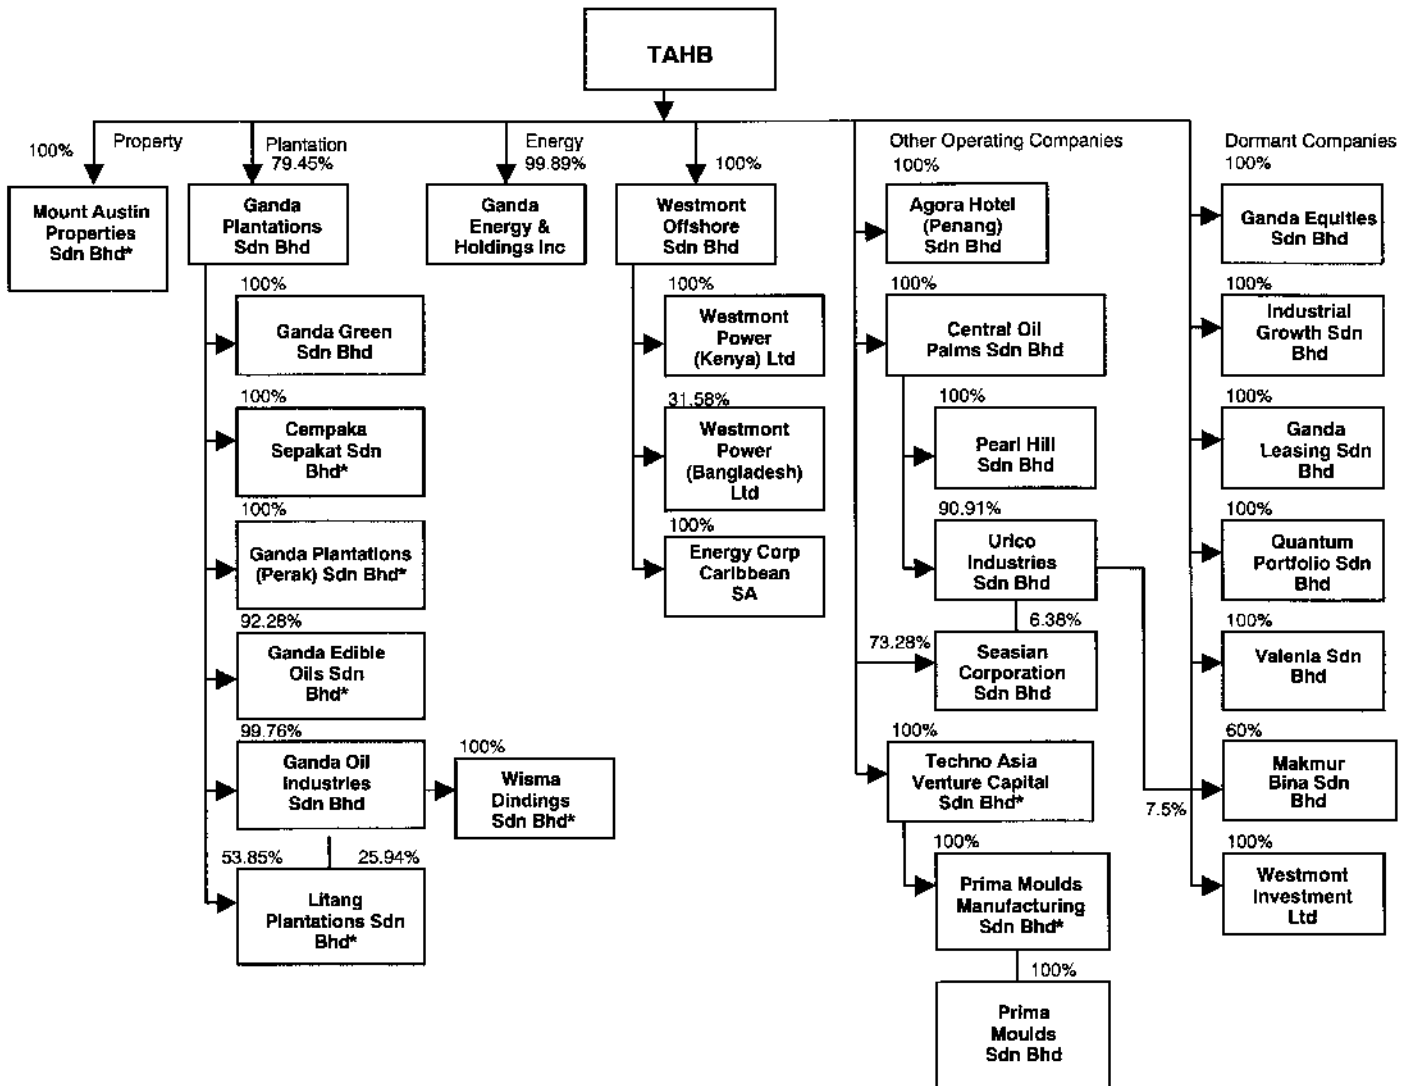 TAHB
Property
100%
Mount Austin
Properties
Sdn Bhd*
Plantation
79.45%
Ganda
Plantations
Sdn Bhd
100%
Ganda Green
Sdn Bhd
100%
Cempaka
Sepakat Sdn
Bhd*
100%
Ganda Plantations
(Perak) Sdn Bhd*
92.28%
Ganda Edible
Oils Sdn
Bhd*
99.76%
Ganda Oil
Industries
Sdn Bhd
100%
Wisma
Dindings
Sdn Bhd*
53.85%
25.94%
Litang
Plantations Sdn
Bhd*
Energy
99.89%
Ganda
Energy &
Holdings Inc
100%
Westmont
Offshore
Sdn Bhd
100%
Westmont
Power
(Kenya) Ltd
31.58%
Westmont
Power
(Bangladesh)
Ltd
100%
Energy Corp
Caribbean
SA
Other Operating Companies
100%
Agora Hotel
(Penang)
Sdn Bhd
100%
Central Oil
Palms Sdn Bhd
100%
Pearl Hill
Sdn Bhd
90.91%
Urico
Industries
Sdn Bhd
6.38%
73.28%
Seasian
Corporation
Sdn Bhd
100%
Techno Asia
Venture Capital
Sdn Bhd*
100%
Prima Moulds
Manufacturing
Sdn Bhd*
100%
Prima
Moulds
Sdn Bhd
Dormant Companies
100%
Ganda Equities
Sdn Bhd
100%
Industrial
Growth Sdn
Bhd
100%
Ganda
Leasing Sdn
Bhd
100%
Quantum
Portfolio Sdn
Bhd
100%
Valenia Sdn
Bhd
60%
Makmur
Bina Sdn
Bhd
7.5%
100%
Westmont
Investment
Ltd